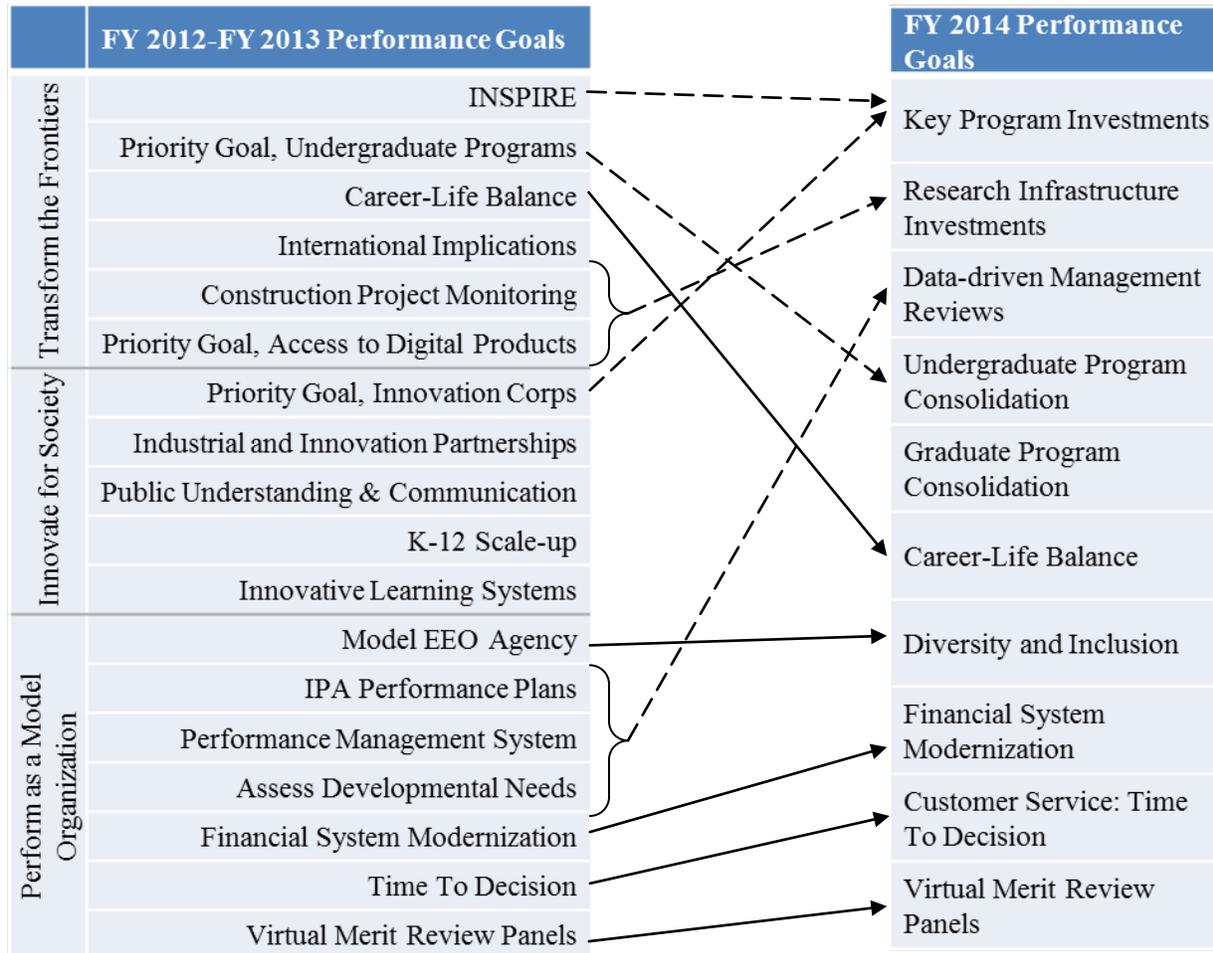 FY 2012-FY 2013 Performance Goals
Transform the Frontiers
INSPIRE
Priority Goal, Undergraduate Programs
Career-Life Balance
International Implications
Construction Project Monitoring
Priority Goal, Access to Digital Products
Innovate for Society
Priority Goal, Innovation Corps
Industrial and Innovation Partnerships
Public Understanding & Communication
K-12 Scale-up
Innovative Learning Systems
Perform as a Model
Organization
Model EEO Agency
IPA Performance Plans
Performance Management System
Assess Developmental Needs
Financial System Modernization
Time To Decision
Virtual Merit Review Panels
FY 2014 Performance
Goals
Key Program Investments
Research Infrastructure
Investments
Data-driven Management
Reviews
Undergraduate Program
Consolidation
Graduate Program
Consolidation
Career-Life Balance
Diversity and Inclusion
Financial System
Modernization
Customer Service: Time
To Decision
Virtual Merit Review
Panels